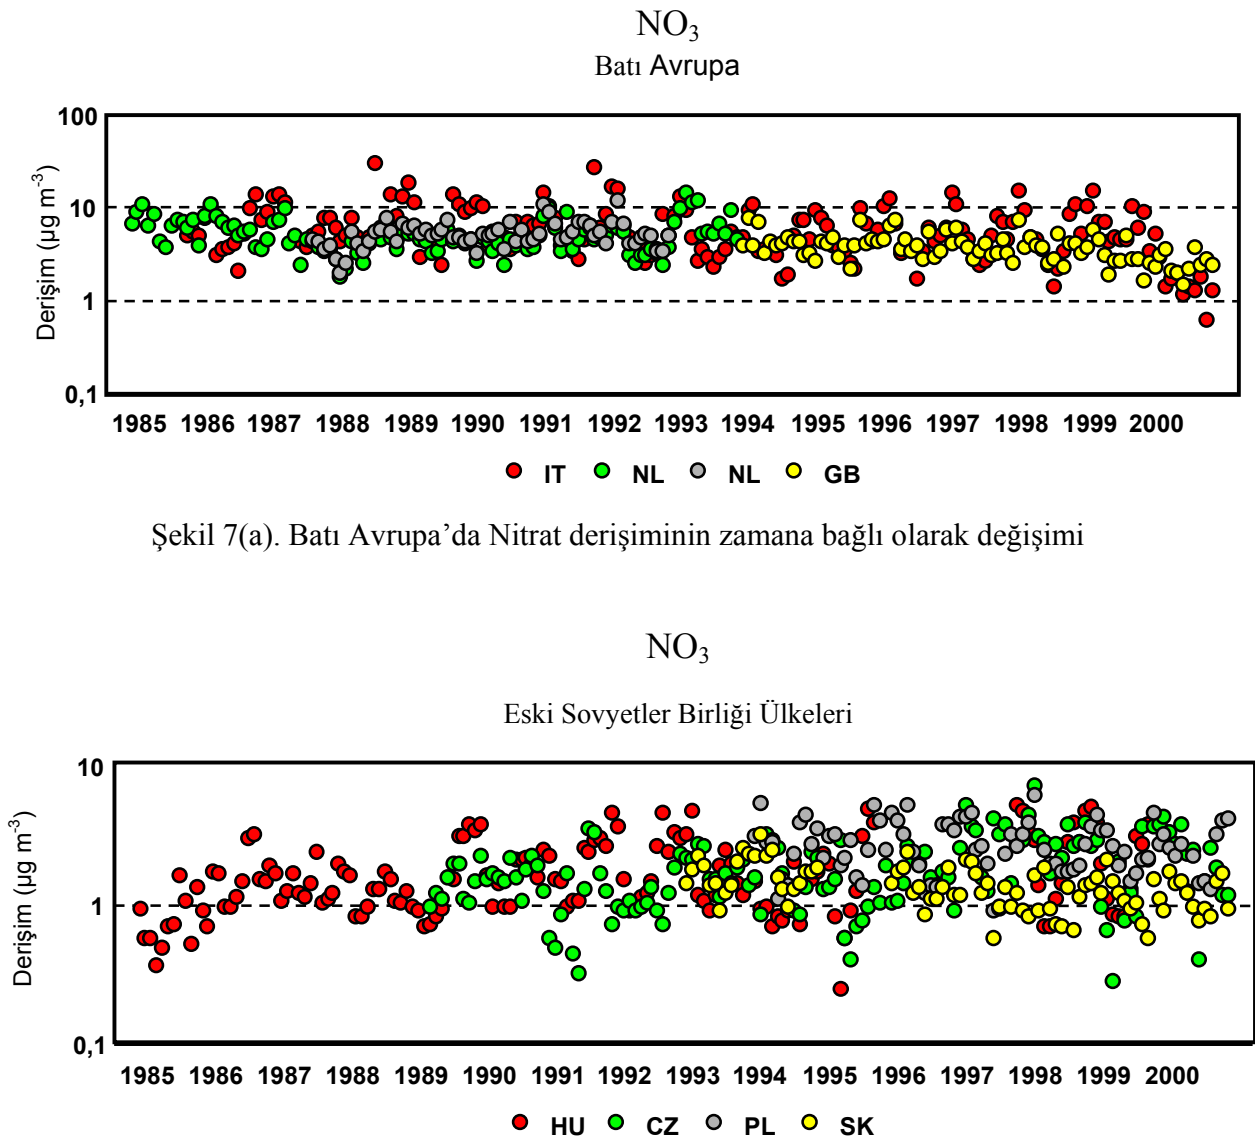 NO₃
Batı Avrupa
Derişim (µg m⁻³)
100
10
1
0,1
1985 1986 1987 1988 1989 1990 1991 1992 1993 1994 1995 1996 1997 1998 1999 2000
IT NL NL GB
Şekil 7(a). Batı Avrupa’da Nitrat derişiminin zamana bağlı olarak değişimi
NO₃
Eski Sovyetler Birliği Ülkeleri
Derişim (µg m⁻³)
10
1
0,1
1985 1986 1987 1988 1989 1990 1991 1992 1993 1994 1995 1996 1997 1998 1999 2000
HU CZ PL SK